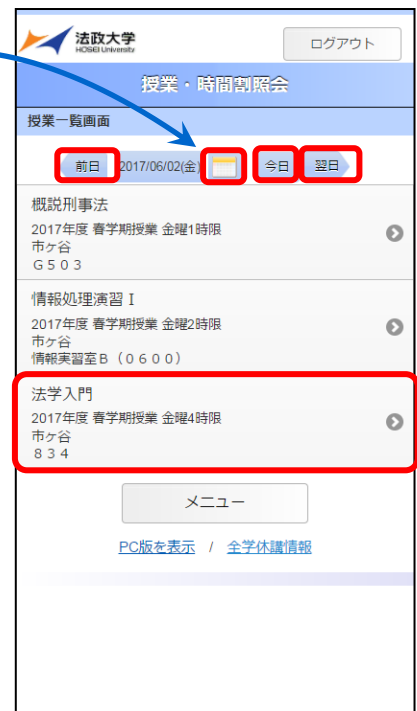 法政大学
HOSEI University
ログアウト
授業・時間割照会
授業一覧画面
前日 2017/06/02(金) 今日 翌日
概説刑事法
2017年度 春学期授業 金曜1時限
市ヶ谷
Ｇ５０３
情報処理演習Ⅰ
2017年度 春学期授業 金曜2時限
市ヶ谷
情報実習室Ｂ（０６００）
法学入門
2017年度 春学期授業 金曜4時限
市ヶ谷
８３４
メニュー
PC版を表示 / 全学休講情報